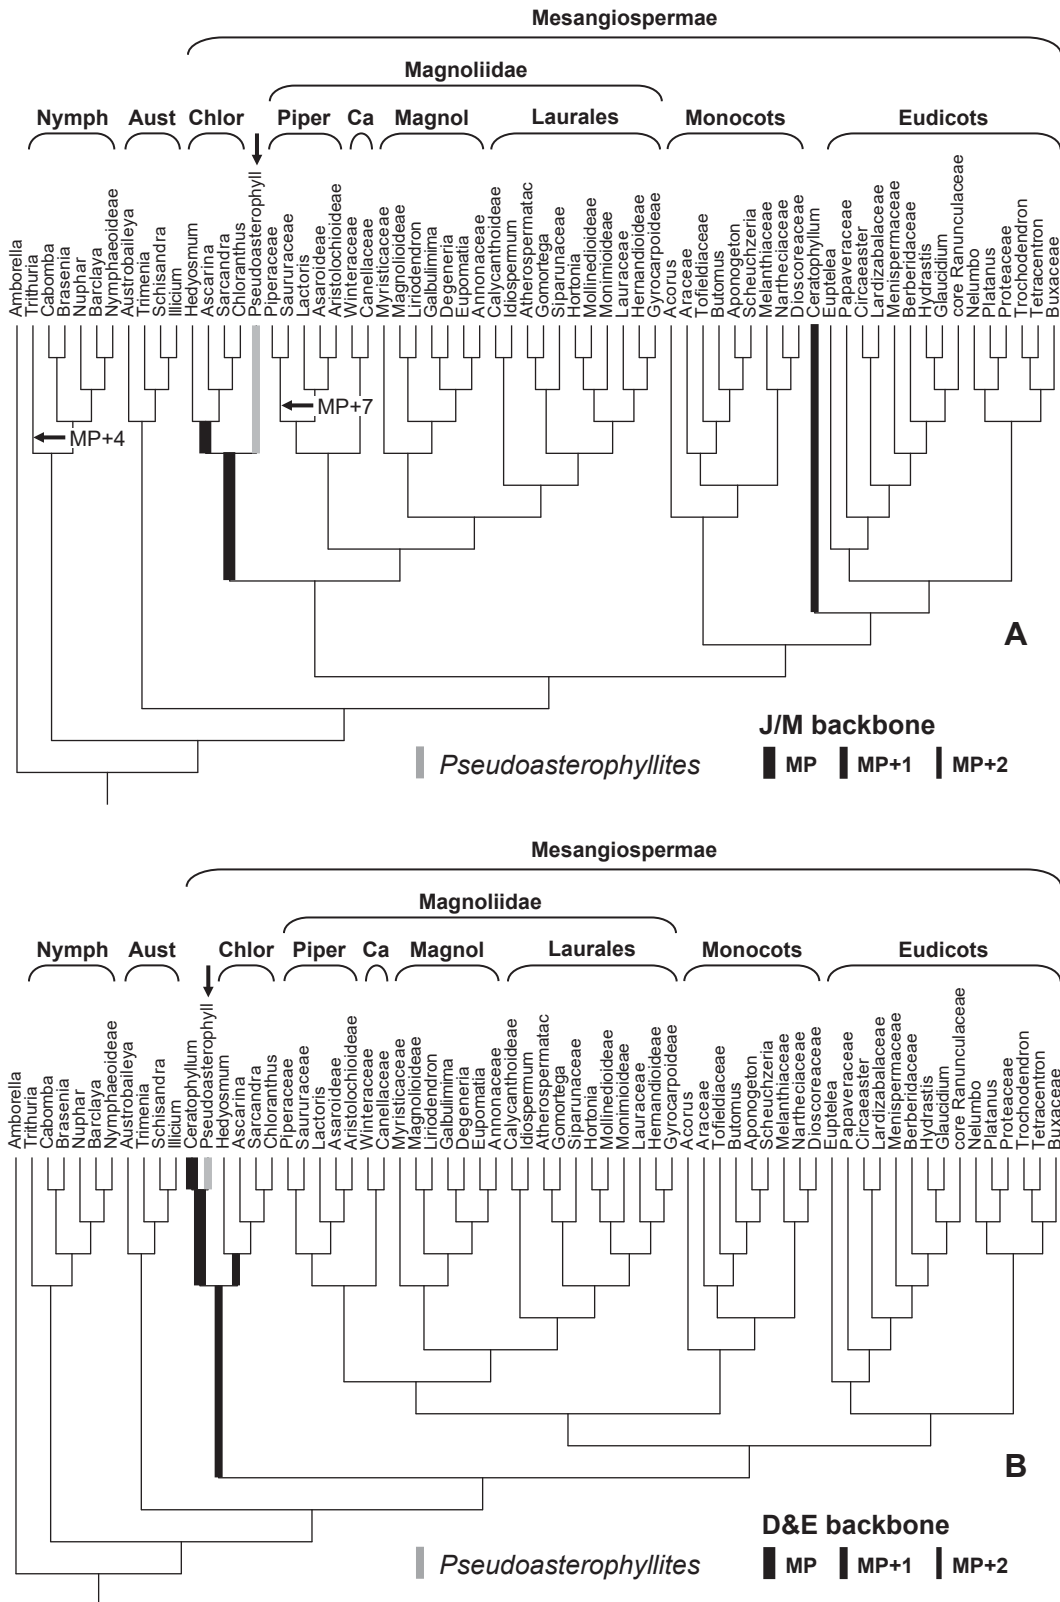 Mesangiospermae
Magnoliidae
Nymph Aust Chlor Piper Ca Magnol Laurales Monocots Eudicots
Amborella
Trithuria
Cabomba
Brasenia
Nuphar
Barclaya
Nymphaeoideae
Austrobaileya
Trimenia
Schisandra
Illicium
Hedyosmum
Ascarina
Sarcandra
Chloranthus
Pseudoasterophyll
Piperaceae
Saururaceae
Lactoris
Asaroideae
Aristolochioideae
Winteraceae
Canellaceae
Myristicaceae
Magnolioideae
Liriodendron
Galbulimima
Degeneria
Eupomatia
Annonaceae
Calycanthoideae
Idiospermum
Atherospermatac
Gomortega
Siparunaceae
Hortonia
Mollinedioideae
Monimioideae
Lauraceae
Hernandioideae
Gyrocarpoideae
Acorus
Araceae
Tofieldiaceae
Butomus
Aponogeton
Scheuchzeria
Melanthiaceae
Nartheciaceae
Dioscoreaceae
Ceratophyllum
Euptelea
Papaveraceae
Circaeaster
Lardizabalaceae
Menispermaceae
Berberidaceae
Hydrastis
Glaucidium
core Ranunculaceae
Nelumbo
Platanus
Proteaceae
Trochodendron
Tetracentron
Buxaceae
MP+7
MP+4
A
J/M backbone
Pseudoasterophyllites MP MP+1 MP+2
Mesangiospermae
Magnoliidae
Nymph Aust Chlor Piper Ca Magnol Laurales Monocots Eudicots
Amborella
Trithuria
Cabomba
Brasenia
Nuphar
Barclaya
Nymphaeoideae
Austrobaileya
Trimenia
Schisandra
Illicium
Ceratophyllum
Pseudoasterophyll
Hedyosmum
Ascarina
Sarcandra
Chloranthus
Piperaceae
Saururaceae
Lactoris
Asaroideae
Aristolochioideae
Winteraceae
Canellaceae
Myristicaceae
Magnolioideae
Liriodendron
Galbulimima
Degeneria
Eupomatia
Annonaceae
Calycanthoideae
Idiospermum
Atherospermatac
Gomortega
Siparunaceae
Hortonia
Mollinedioideae
Monimioideae
Lauraceae
Hernandioideae
Gyrocarpoideae
Acorus
Araceae
Tofieldiaceae
Butomus
Aponogeton
Scheuchzeria
Melanthiaceae
Nartheciaceae
Dioscoreaceae
Euptelea
Papaveraceae
Circaeaster
Lardizabalaceae
Menispermaceae
Berberidaceae
Hydrastis
Glaucidium
core Ranunculaceae
Nelumbo
Platanus
Proteaceae
Trochodendron
Tetracentron
Buxaceae
B
D&E backbone
Pseudoasterophyllites MP MP+1 MP+2